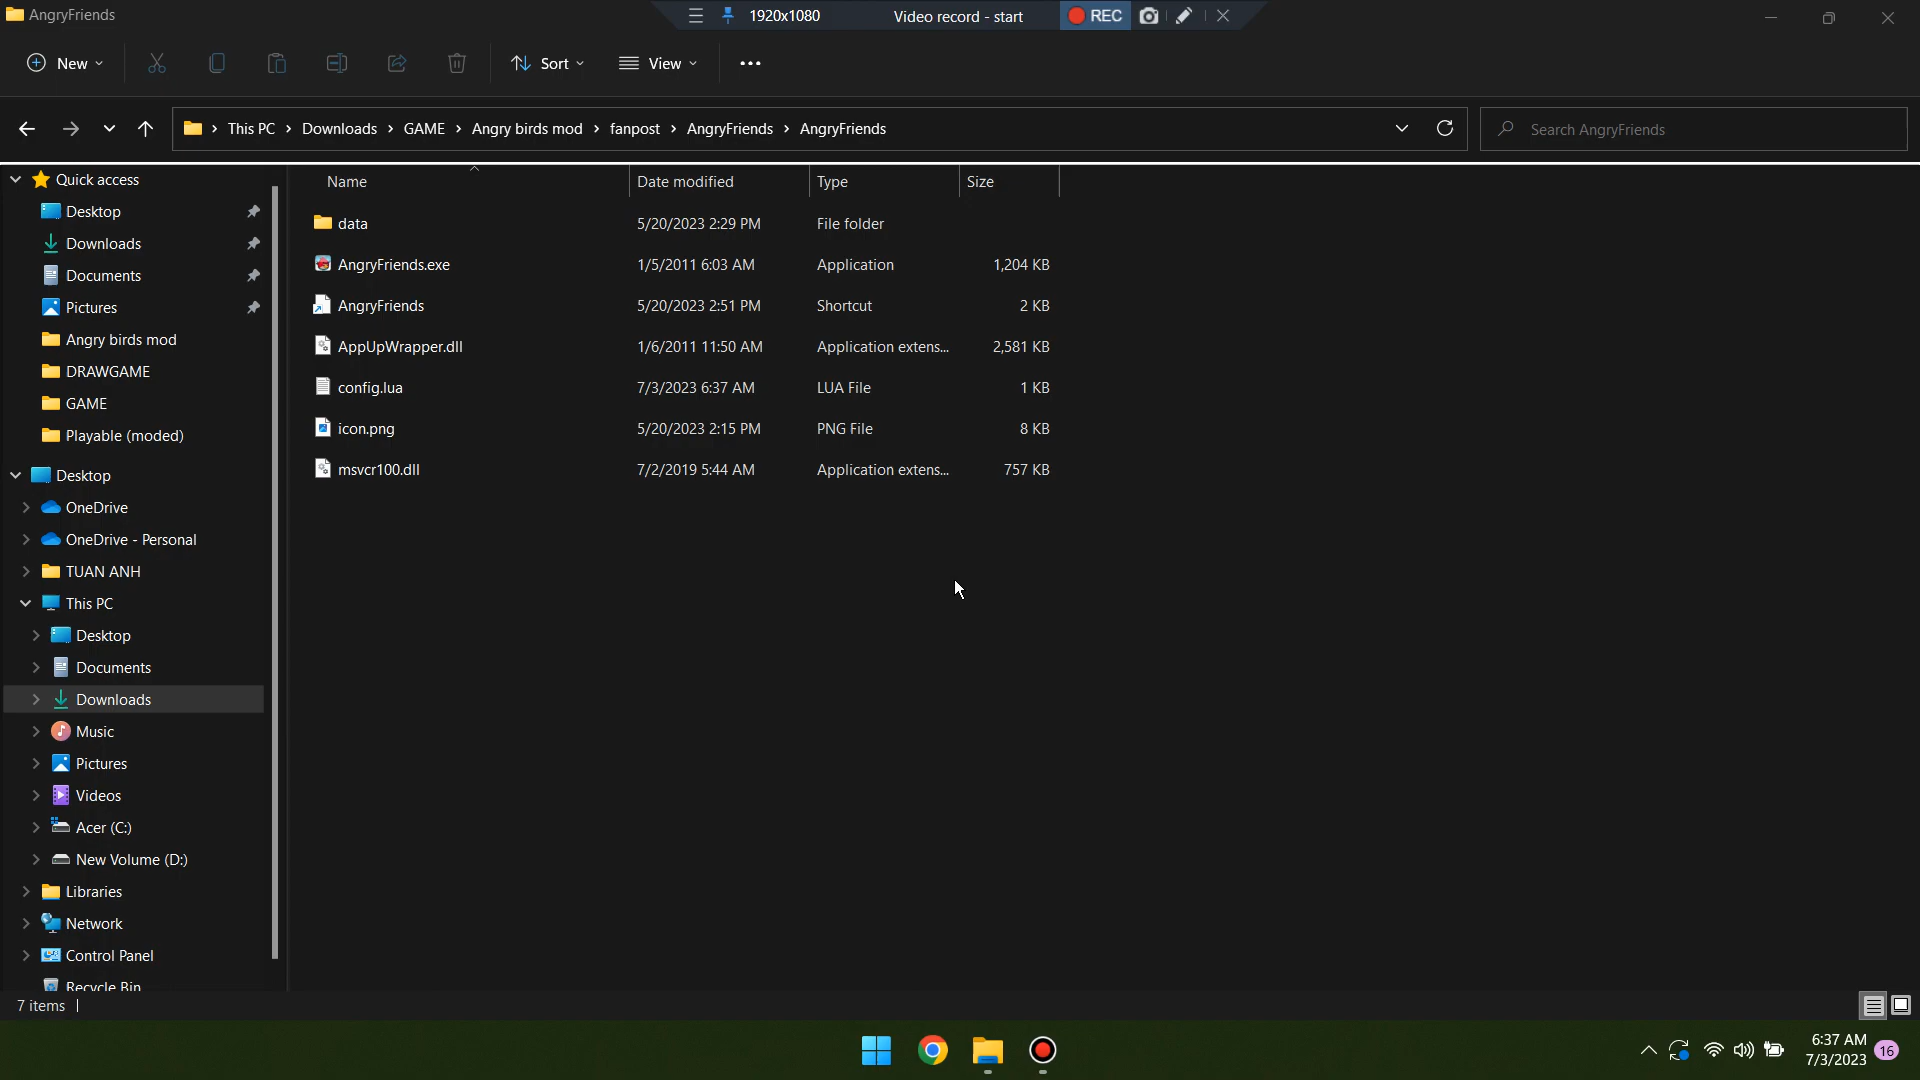 AngryFriends
1920x1080 Video record - start REC
New Sort View
This PC Downloads GAME Angry birds mod fanpost AngryFriends AngryFriends
Search AngryFriends
Quick access
Desktop
Downloads
Documents
Pictures
Angry birds mod
DRAWGAME
GAME
Playable (moded)
Desktop
OneDrive
OneDrive - Personal
TUAN ANH
This PC
Desktop
Documents
Downloads
Music
Pictures
Videos
Acer (C:)
New Volume (D:)
Libraries
Network
Control Panel
Recycle Bin
Name Date modified Type Size
data 5/20/2023 2:29 PM File folder
AngryFriends.exe 1/5/2011 6:03 AM Application 1,204 KB
AngryFriends 5/20/2023 2:51 PM Shortcut 2 KB
AppUpWrapper.dll 1/6/2011 11:50 AM Application extens... 2,581 KB
config.lua 7/3/2023 6:37 AM LUA File 1 KB
icon.png 5/20/2023 2:15 PM PNG File 8 KB
msvcr100.dll 7/2/2019 5:44 AM Application extens... 757 KB
7 items
6:37 AM
7/3/2023
16